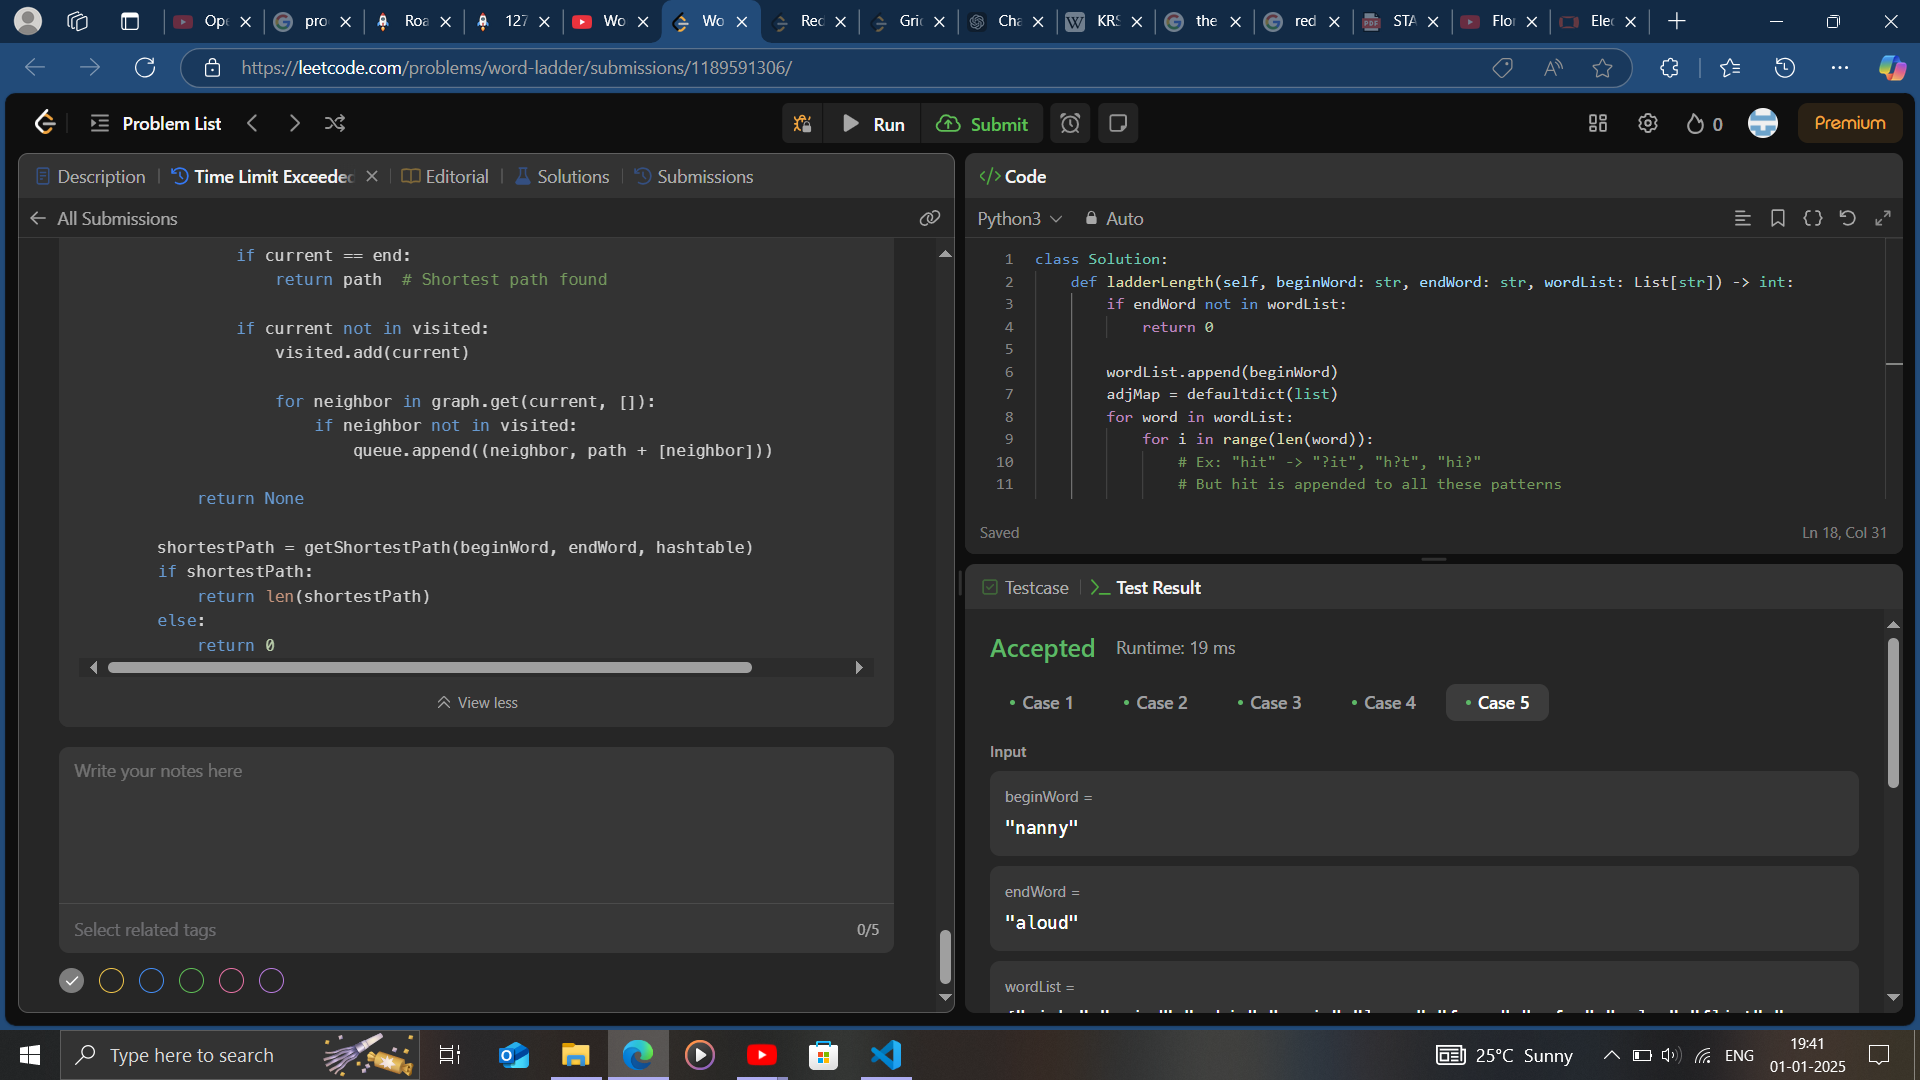 Ope
pro
Roa
127
Wo
Wo
Rec
Gric
Cha
KRS
the
red
STA
Flor
Elec
https://leetcode.com/problems/word-ladder/submissions/1189591306/
Problem List
Run
Submit
0
Premium
Description
Time Limit Exceeded
Editorial
Solutions
Submissions
All Submissions
if current == end:
return path  # Shortest path found
if current not in visited:
visited.add(current)
for neighbor in graph.get(current, []):
if neighbor not in visited:
queue.append((neighbor, path + [neighbor]))
return None
shortestPath = getShortestPath(beginWord, endWord, hashtable)
if shortestPath:
return len(shortestPath)
else:
return 0
View less
Write your notes here
Select related tags
0/5
</> Code
Python3
Auto
1 class Solution:
2 def ladderLength(self, beginWord: str, endWord: str, wordList: List[str]) -> int:
3 if endWord not in wordList:
4 return 0
5
6 wordList.append(beginWord)
7 adjMap = defaultdict(list)
8 for word in wordList:
9 for i in range(len(word)):
10 # Ex: "hit" -> "?it", "h?t", "hi?"
11 # But hit is appended to all these patterns
Saved
Ln 18, Col 31
Testcase
Test Result
Accepted
Runtime: 19 ms
Case 1
Case 2
Case 3
Case 4
Case 5
Input
beginWord =
"nanny"
endWord =
"aloud"
wordList =
Type here to search
25°C Sunny
ENG
19:41
01-01-2025